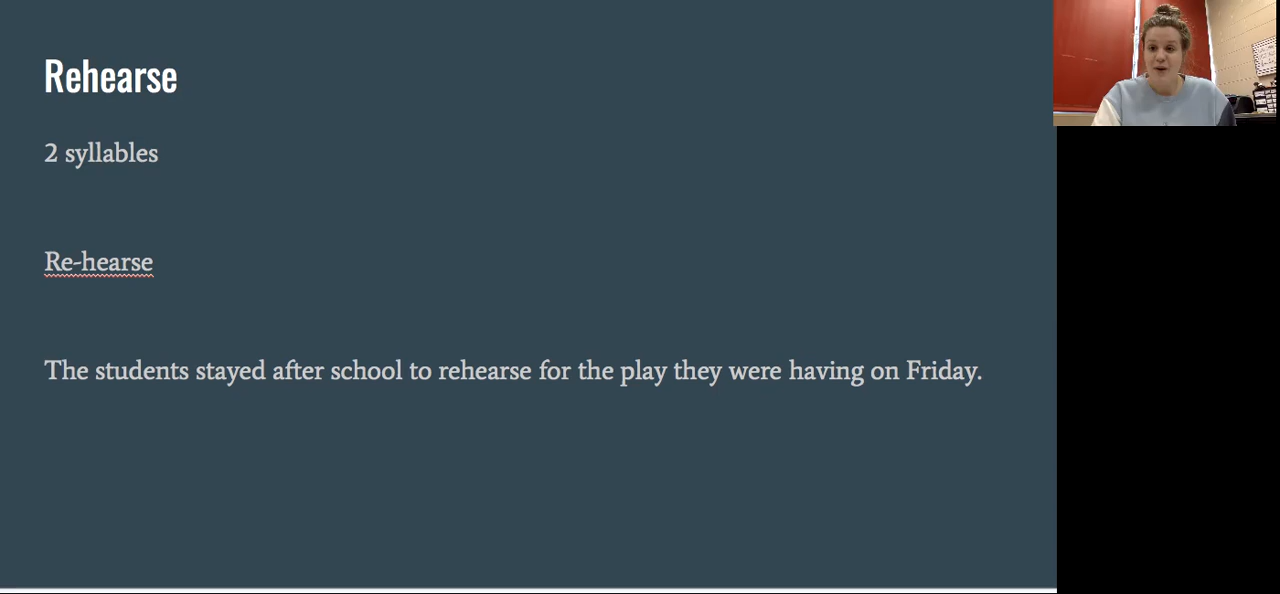 Rehearse
2 syllables
Re-hearse
The students stayed after school to rehearse for the play they were having on Friday.